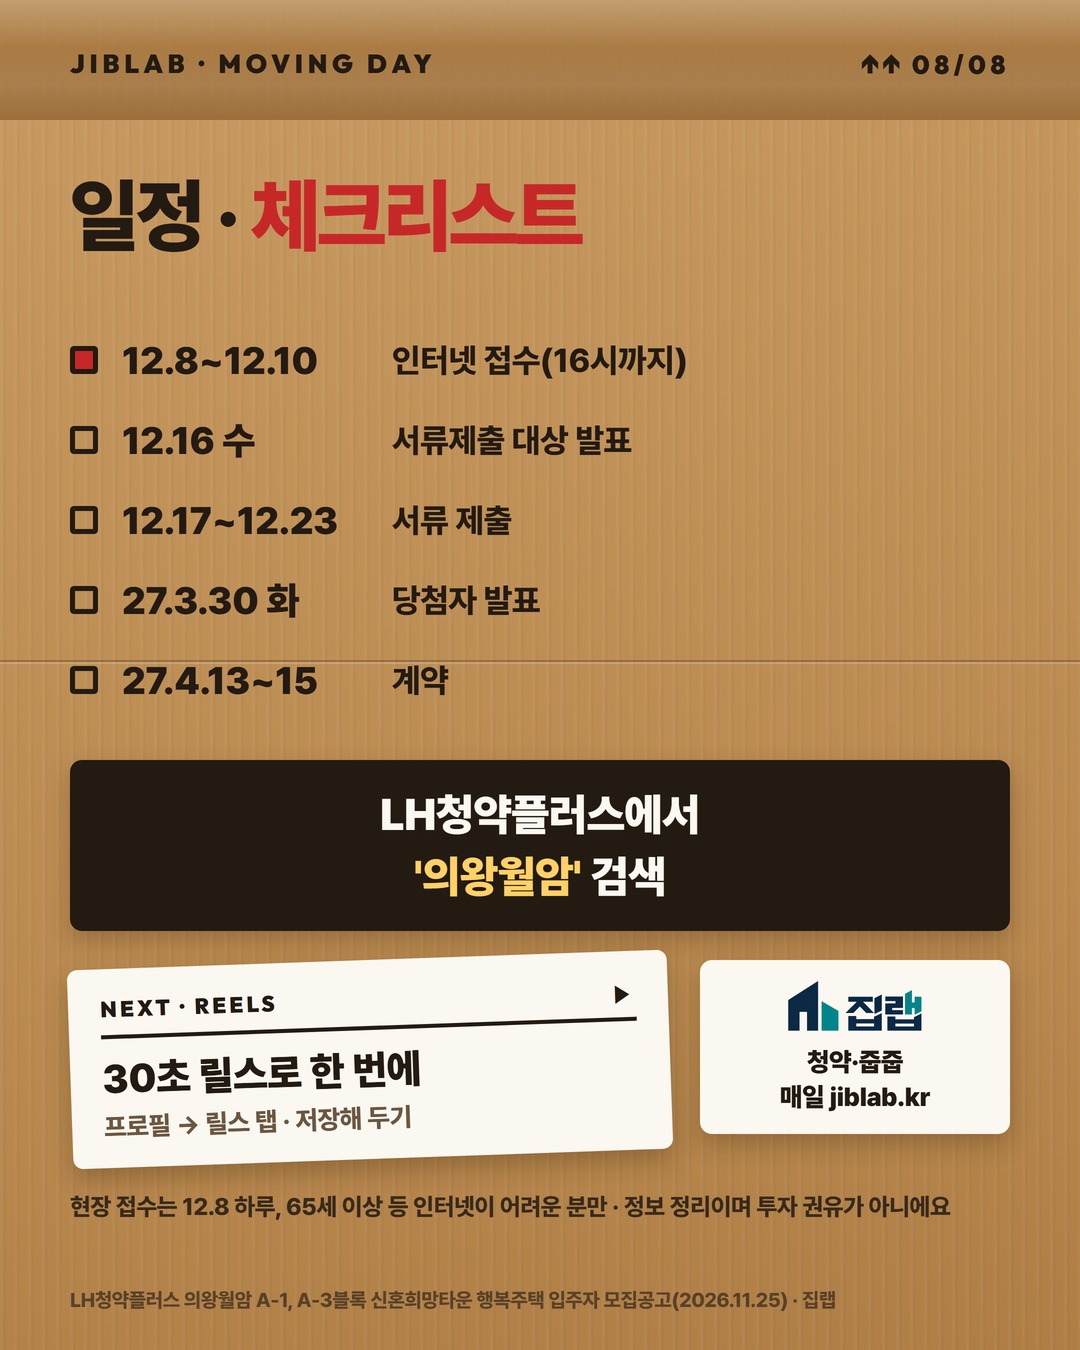 JIBLAB · MOVING DAY
↑↑ 08/08
일정 · 체크리스트
12.8~12.10 인터넷 접수(16시까지)
12.16 수 서류제출 대상 발표
12.17~12.23 서류 제출
27.3.30 화 당첨자 발표
27.4.13~15 계약
LH청약플러스에서
'의왕월암' 검색
NEXT · REELS ▶
30초 릴스로 한 번에
프로필 → 릴스 탭 · 저장해 두기
집랩
청약·줍줍
매일 jiblab.kr
현장 접수는 12.8 하루, 65세 이상 등 인터넷이 어려운 분만 · 정보 정리이며 투자 권유가 아니에요
LH청약플러스 의왕월암 A-1, A-3블록 신혼희망타운 행복주택 입주자 모집공고(2026.11.25) · 집랩